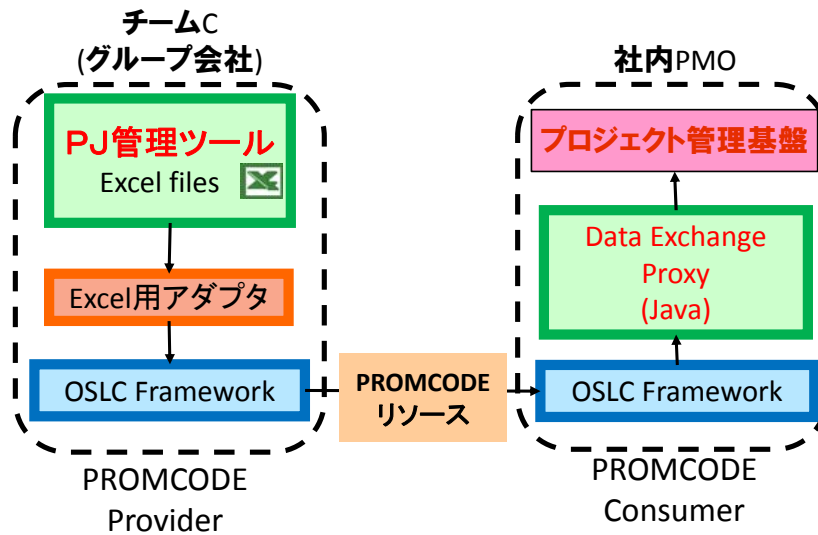 チームC
(グループ会社)
PJ管理ツール
Excel files
Excel用アダプタ
OSLC Framework
PROMCODE
Provider
PROMCODE
リソース
社内PMO
プロジェクト管理基盤
Data Exchange
Proxy
(Java)
OSLC Framework
PROMCODE
Consumer